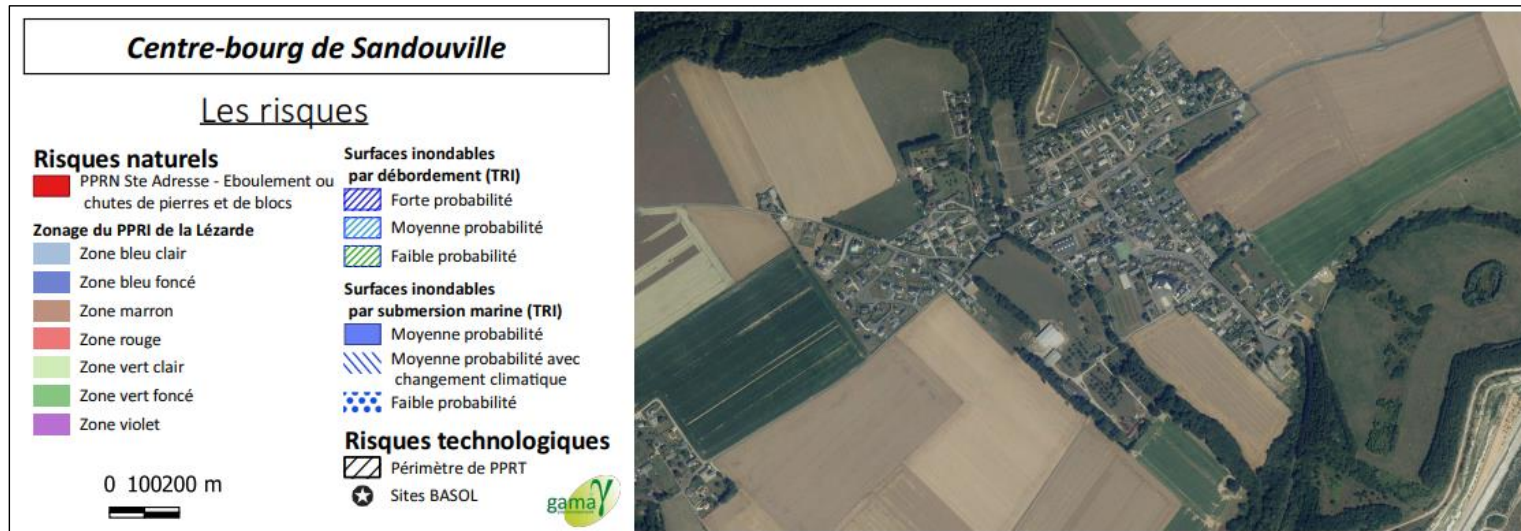 Centre-bourg de Sandouville
Les risques
Risques naturels
PPRN Ste Adresse - Eboulement ou
chutes de pierres et de blocs
Zonage du PPRI de la Lézarde
Zone bleu clair
Zone bleu foncé
Zone marron
Zone rouge
Zone vert clair
Zone vert foncé
Zone violet
0 100200 m
Surfaces inondables
par débordement (TRI)
Forte probabilité
Moyenne probabilité
Faible probabilité
Surfaces inondables
par submersion marine (TRI)
Moyenne probabilité
Moyenne probabilité avec
changement climatique
Faible probabilité
Risques technologiques
Périmètre de PPRT
Sites BASOL
gama